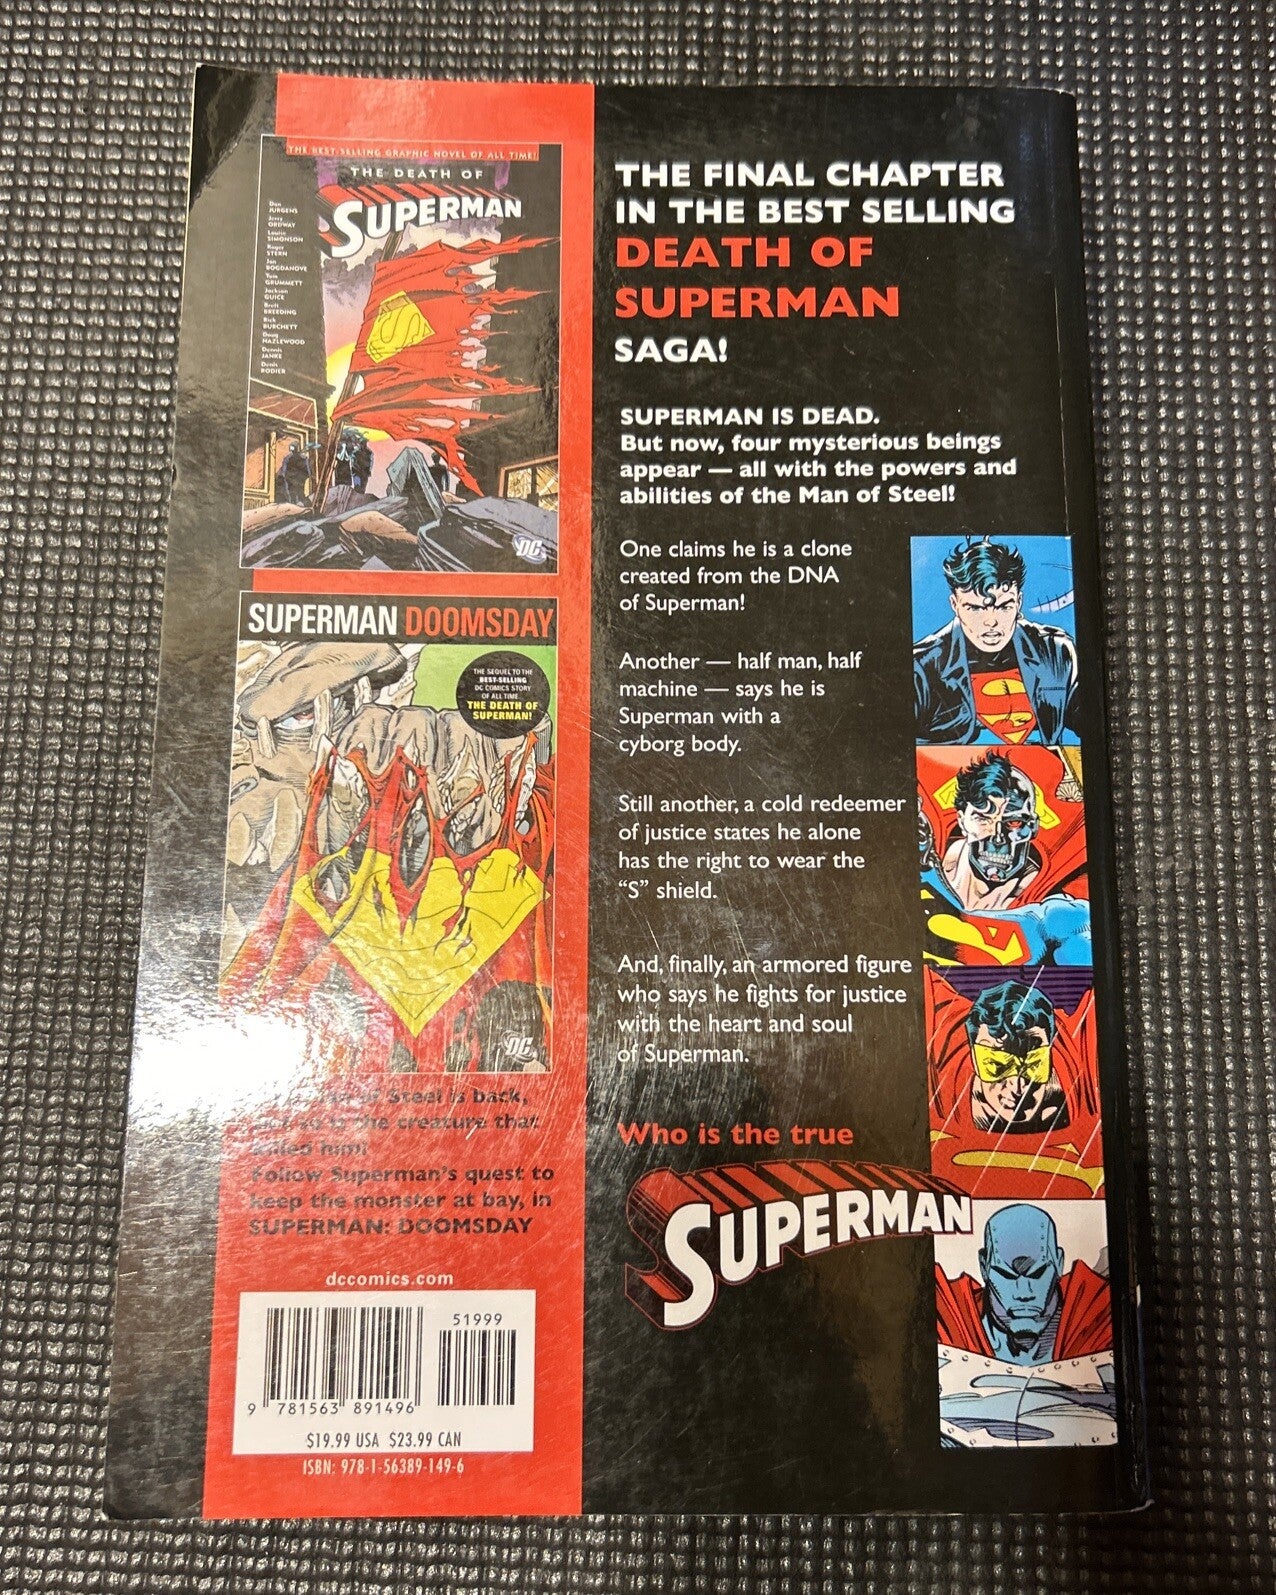 THE BEST-SELLING GRAPHIC NOVEL OF ALL TIME!
THE DEATH OF
SUPERMAN
Dan
JURGENS
Jerry
ORDWAY
Louise
SIMONSON
Roger
STERN
Jon
BOGDANOVE
Tom
GRUMMETT
Jackson
GUICE
Brett
BREEDING
Rick
BURCHETT
Doug
HAZLEWOOD
Dennis
JANKE
Denis
RODIER
DC
SUPERMAN DOOMSDAY
THE SEQUEL TO THE
BEST-SELLING
DC COMICS STORY
OF ALL TIME
THE DEATH OF
SUPERMAN!
DC
of Steel is back,
the creature that
killed him!
Follow Superman's quest to
keep the monster at bay, in
SUPERMAN: DOOMSDAY
dccomics.com
51999
9 781563 891496
$19.99 USA $23.99 CAN
ISBN: 978-1-56389-149-6
THE FINAL CHAPTER
IN THE BEST SELLING
DEATH OF
SUPERMAN
SAGA!
SUPERMAN IS DEAD.
But now, four mysterious beings
appear — all with the powers and
abilities of the Man of Steel!
One claims he is a clone
created from the DNA
of Superman!
Another — half man, half
machine — says he is
Superman with a
cyborg body.
Still another, a cold redeemer
of justice states he alone
has the right to wear the
“S” shield.
And, finally, an armored figure
who says he fights for justice
with the heart and soul
of Superman.
Who is the true
SUPERMAN